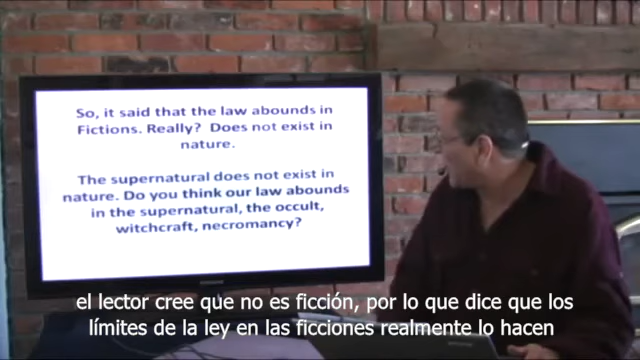 So, it said that the law abounds in
Fictions. Really?  Does not exist in
nature.
The supernatural does not exist in
nature. Do you think our law abounds
in the supernatural, the occult,
witchcraft, necromancy?
el lector cree que no es ficción, por lo que dice que los
límites de la ley en las ficciones realmente lo hacen